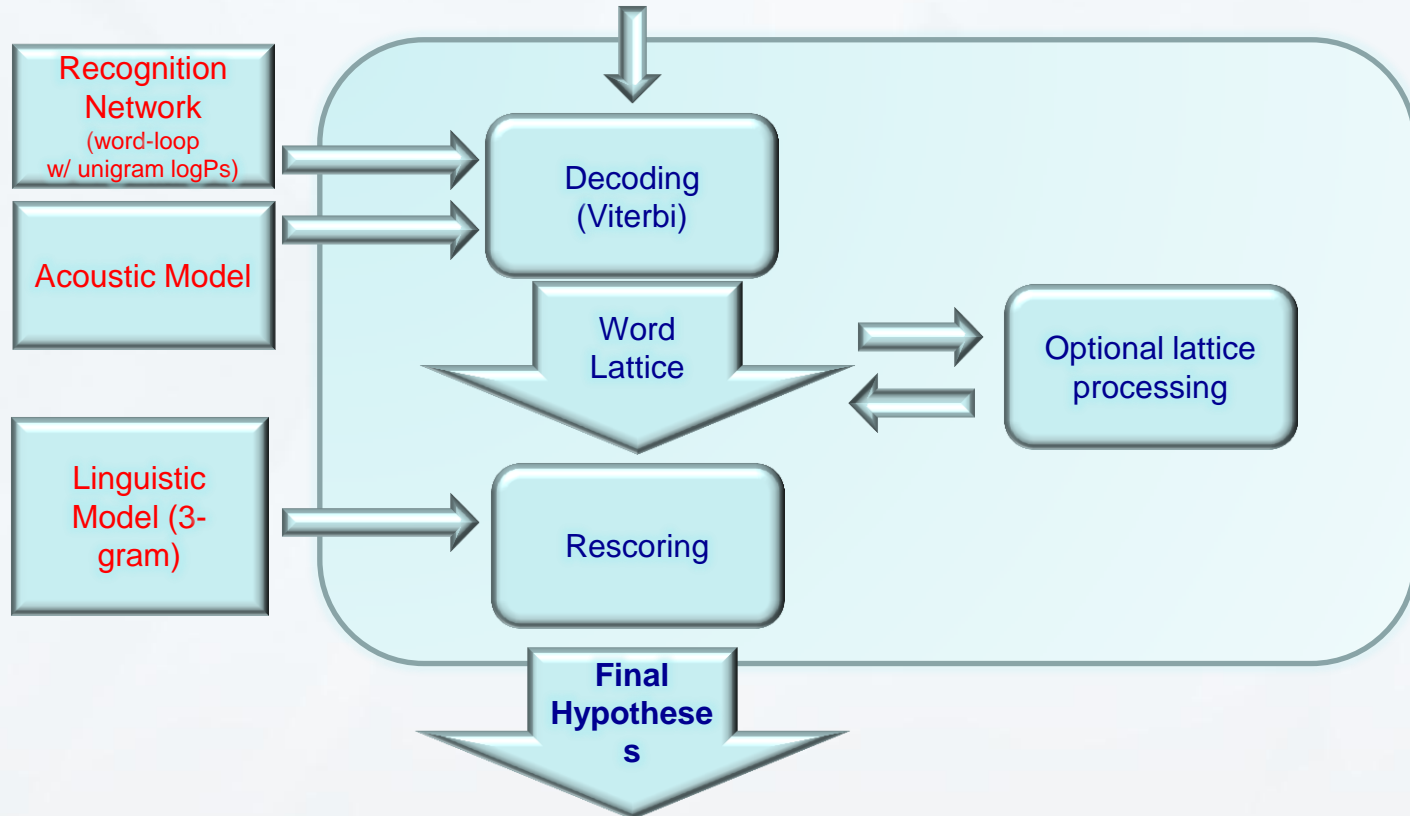 Recognition
Network
(word-loop
w/ unigram logPs)
Decoding
(Viterbi)
Acoustic Model
Word
Lattice
Optional lattice
processing
Linguistic
Model (3-
gram)
Rescoring
Final
Hypothese
s